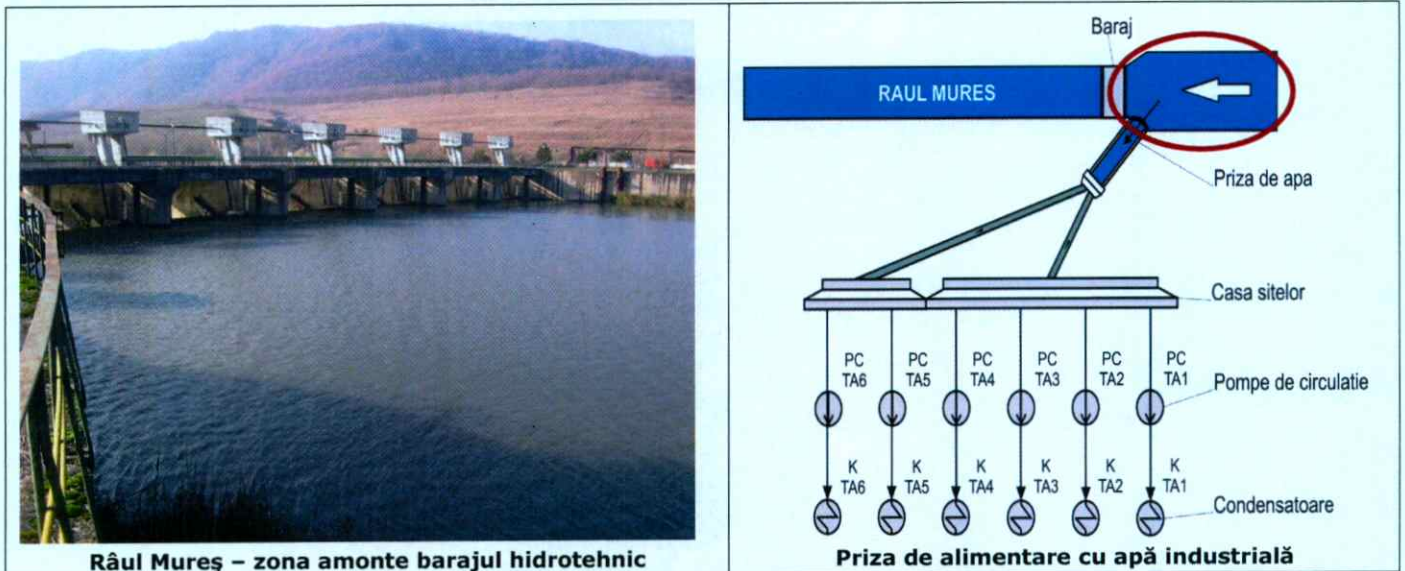 Râul Mureş – zona amonte barajul hidrotehnic
Baraj
RAUL MURES
Priza de apa
Casa sitelor
PC PC PC PC PC PC
TA6 TA5 TA4 TA3 TA2 TA1
Pompe de circulatie
K K K K K K
TA6 TA5 TA4 TA3 TA2 TA1
Condensatoare
Priza de alimentare cu apă industrială